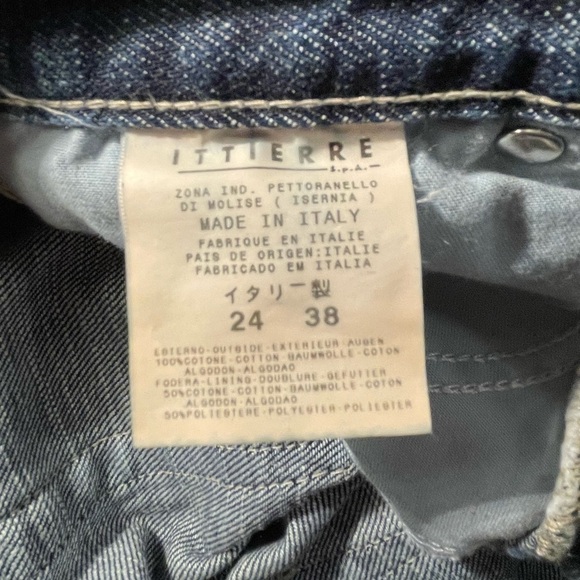 ITTIERRE
S.p.A.
ZONA IND. PETTORANELLO
DI MOLISE ( ISERNIA )
MADE IN ITALY
FABRIQUE EN ITALIE
PAIS DE ORIGEN:ITALIE
FABRICADO EM ITALIA
イタリー製
24 38
ESTERNO-OUTSIDE-EXTERIEUR-AUßEN
100%COTONE-COTTON-BAUMWOLLE-COTON
ALGODON-ALGODAO
FODERA-LINING-DOUBLURE-GEFUTTER
50%COTONE-COTTON-BAUMWOLLE-COTON
ALGODON-ALGODAO
50%POLIESTERE-POLYESTER-POLIESTER